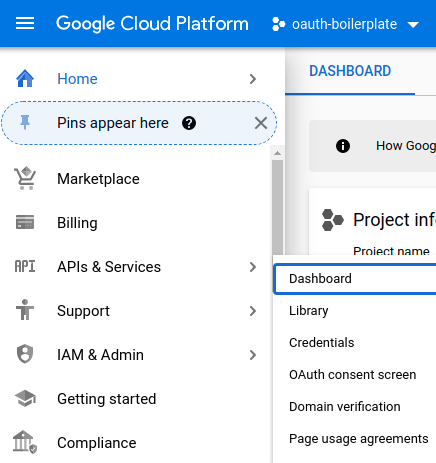 Google Cloud Platform
oauth-boilerplate
Home
DASHBOARD
Pins appear here
How Goog
Marketplace
Billing
Project inf
Project name
APIs & Services
Dashboard
Support
Library
Credentials
IAM & Admin
OAuth consent screen
Getting started
Domain verification
Compliance
Page usage agreements